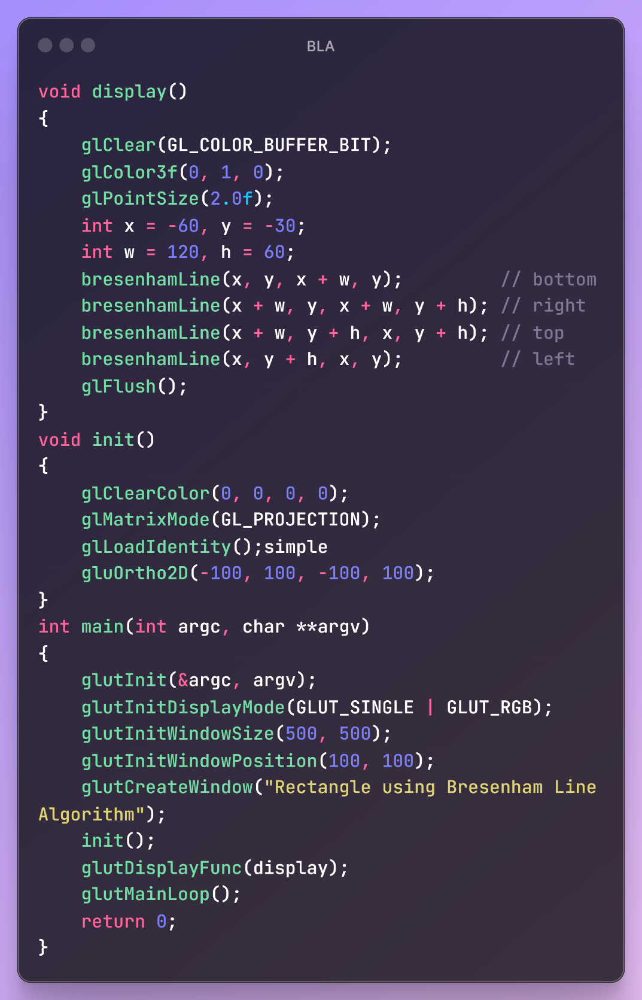 BLA
void display()
{
    glClear(GL_COLOR_BUFFER_BIT);
    glColor3f(0, 1, 0);
    glPointSize(2.0f);
    int x = -60, y = -30;
    int w = 120, h = 60;
    bresenhamLine(x, y, x + w, y);         // bottom
    bresenhamLine(x + w, y, x + w, y + h); // right
    bresenhamLine(x + w, y + h, x, y + h); // top
    bresenhamLine(x, y + h, x, y);         // left
    glFlush();
}
void init()
{
    glClearColor(0, 0, 0, 0);
    glMatrixMode(GL_PROJECTION);
    glLoadIdentity();simple
    gluOrtho2D(-100, 100, -100, 100);
}
int main(int argc, char **argv)
{
    glutInit(&argc, argv);
    glutInitDisplayMode(GLUT_SINGLE | GLUT_RGB);
    glutInitWindowSize(500, 500);
    glutInitWindowPosition(100, 100);
    glutCreateWindow("Rectangle using Bresenham Line
Algorithm");
    init();
    glutDisplayFunc(display);
    glutMainLoop();
    return 0;
}